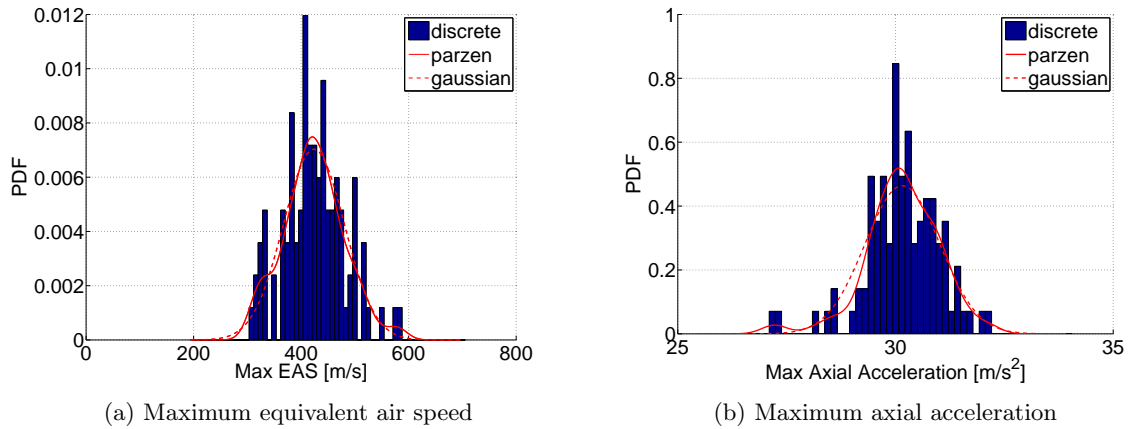 0.012
0.01
0.008
0.006
0.004
0.002
0
PDF
discrete
parzen
gaussian
0 200 400 600 800
Max EAS [m/s]
(a) Maximum equivalent air speed
1
0.8
0.6
0.4
0.2
0
PDF
discrete
parzen
gaussian
25 30 35
Max Axial Acceleration [m/s²]
(b) Maximum axial acceleration